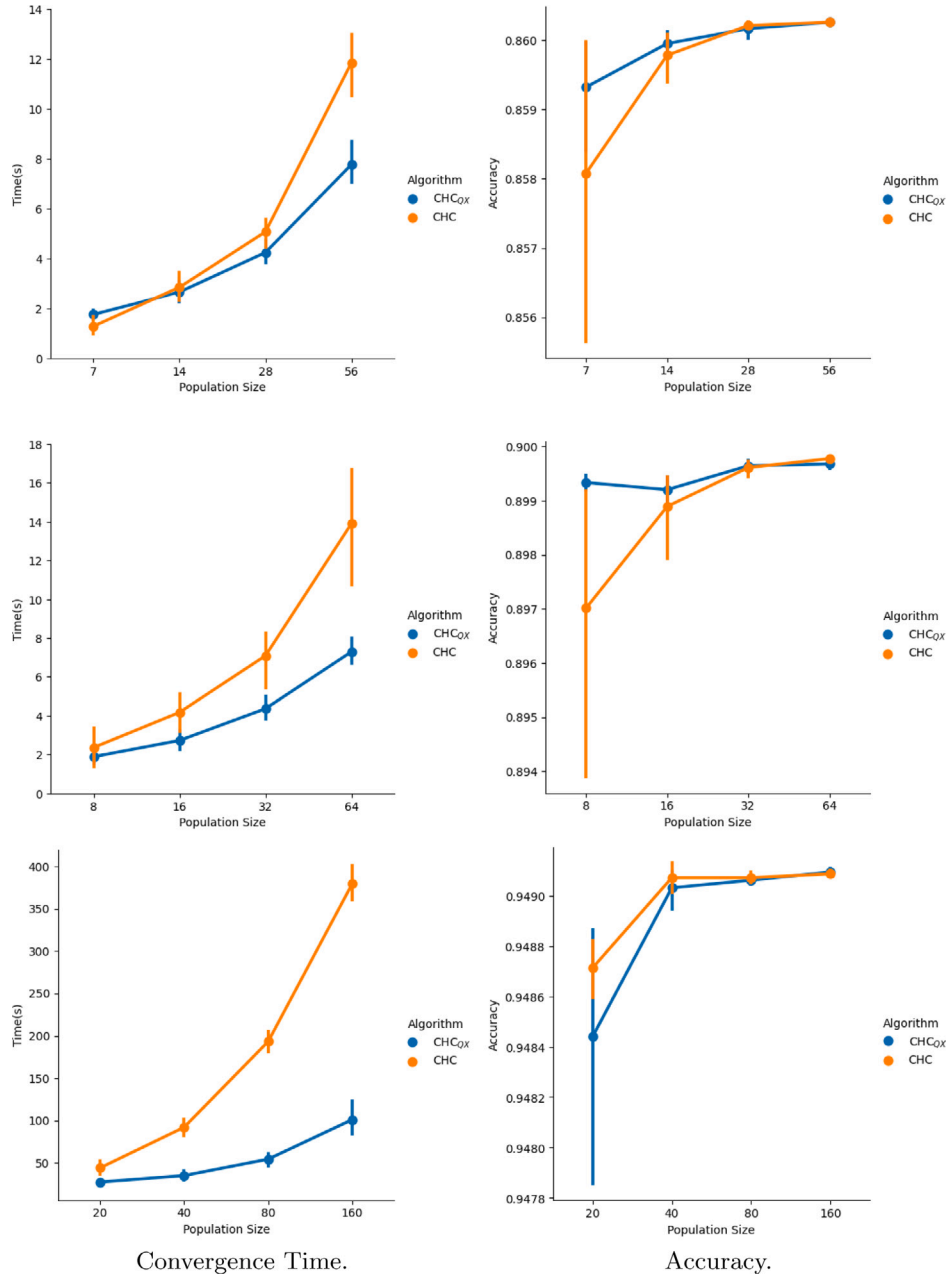 14
12
10
8
6
4
2
0
Time(s)
7
14
28
56
Population Size
Algorithm
CHC_QX
CHC
0.860
0.859
0.858
0.857
0.856
Accuracy
7
14
28
56
Population Size
Algorithm
CHC_QX
CHC
18
16
14
12
10
8
6
4
2
0
Time(s)
8
16
32
64
Population Size
Algorithm
CHC_QX
CHC
0.900
0.899
0.898
0.897
0.896
0.895
0.894
Accuracy
8
16
32
64
Population Size
Algorithm
CHC_QX
CHC
400
350
300
250
200
150
100
50
Time(s)
20
40
80
160
Population Size
Algorithm
CHC_QX
CHC
0.9490
0.9488
0.9486
0.9484
0.9482
0.9480
0.9478
Accuracy
20
40
80
160
Population Size
Algorithm
CHC_QX
CHC
Convergence Time.
Accuracy.